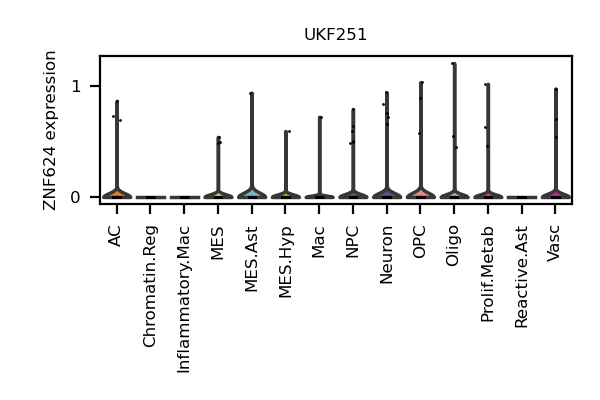 UKF251
ZNF624 expression
1
0
AC
Chromatin.Reg
Inflammatory.Mac
MES
MES.Ast
MES.Hyp
Mac
NPC
Neuron
OPC
Oligo
Prolif.Metab
Reactive.Ast
Vasc